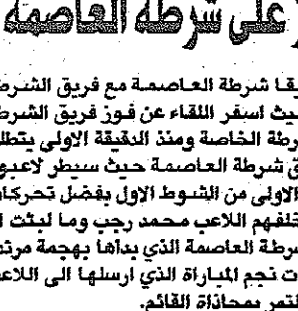 على شرطة العاصمة
يقا شرطة العاصمة مع فريق الشرط
يث اسفر اللقاء عن فوز فريق الشرط
رطة الخاصة ومنذ الدقيقة الاولى يتطل
ق شرطة العاصمة حيث سيطر لاعبو
الاولى من الشوط الاول بفضل تحركا
خلفهم اللاعب محمد رجب وما لبثت ا
شرطة العاصمة الذي بدأها بهجمة مرت
ت نجم المباراة الذي ارسلها الى اللاع
لتمر بمحاذاة القائم.